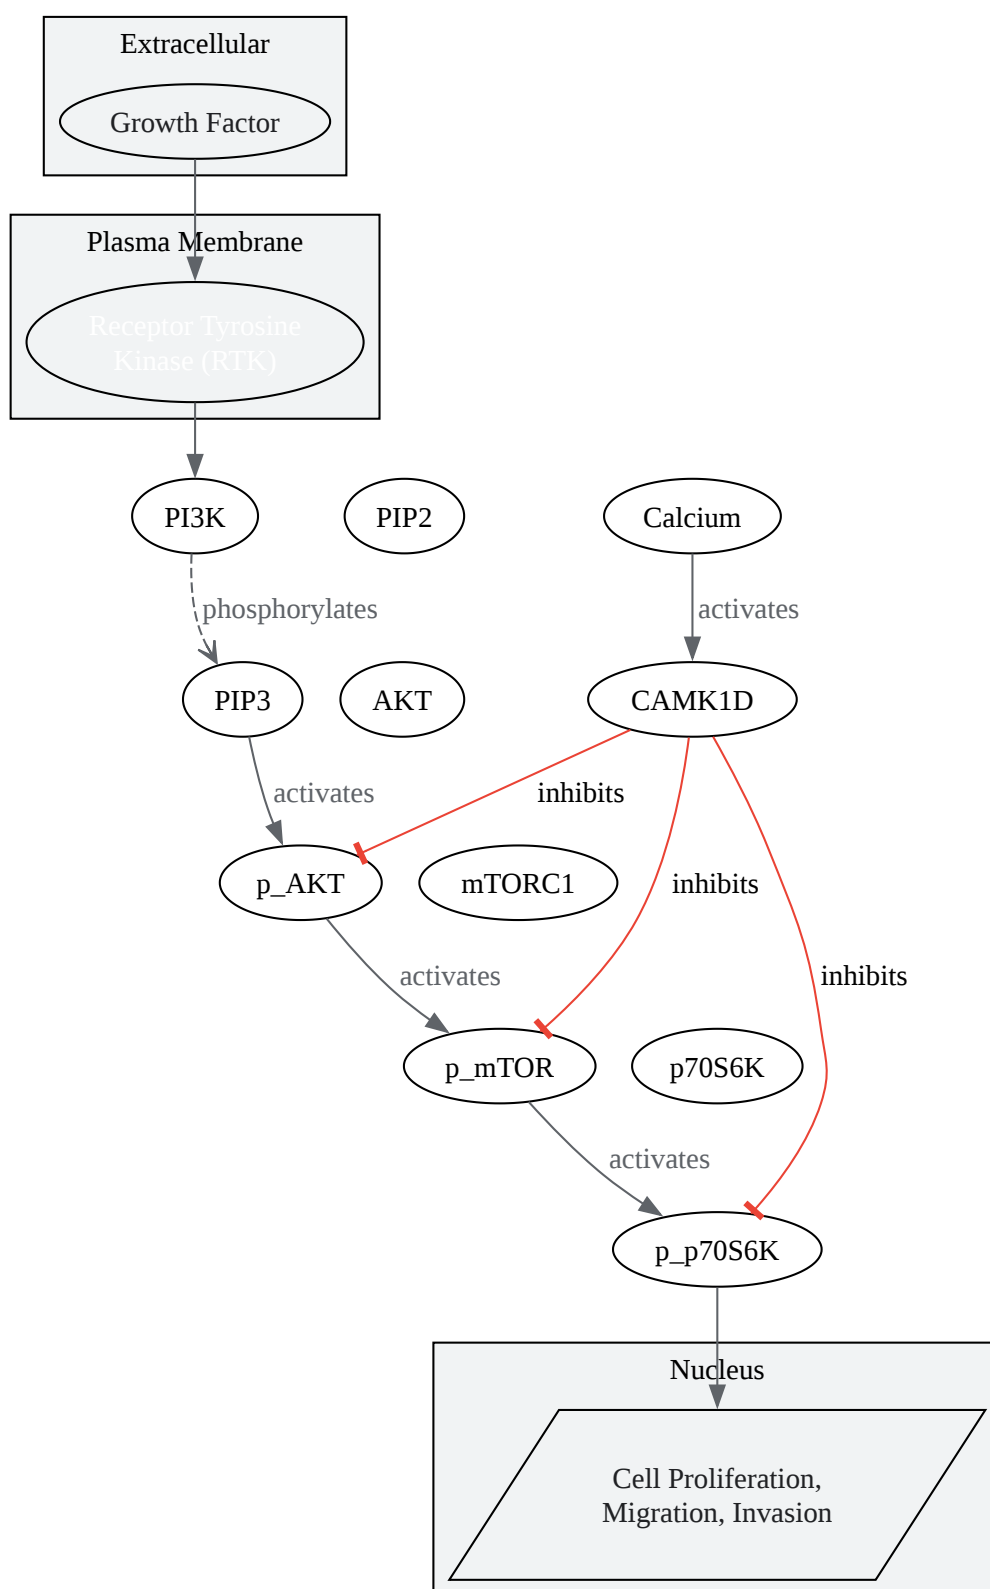 Extracellular
Growth Factor
Plasma Membrane
Receptor Tyrosine
Kinase (RTK)
PI3K
PIP2
Calcium
phosphorylates
activates
PIP3
AKT
CAMK1D
activates
inhibits
p_AKT
mTORC1
inhibits
activates
inhibits
p_mTOR
p70S6K
activates
p_p70S6K
Nucleus
Cell Proliferation,
Migration, Invasion